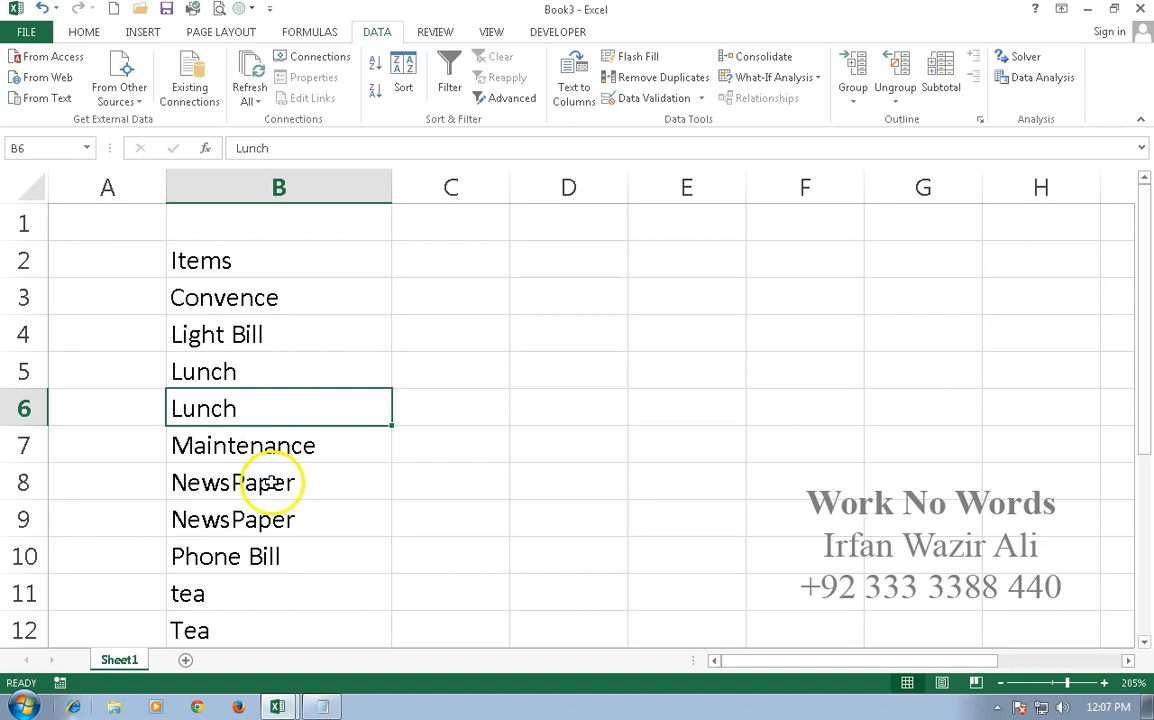 Book3 - Excel
FILE
HOME
INSERT
PAGE LAYOUT
FORMULAS
DATA
REVIEW
VIEW
DEVELOPER
Sign in
From Access
From Web
From Text
From Other Sources
Existing Connections
Get External Data
Refresh All
Connections
Properties
Edit Links
Connections
Sort
Filter
Clear
Reapply
Advanced
Sort & Filter
Text to Columns
Flash Fill
Remove Duplicates
Data Validation
Consolidate
What-If Analysis
Relationships
Data Tools
Group
Ungroup
Subtotal
Outline
Solver
Data Analysis
Analysis
B6
fx
Lunch
A B C D E F G H
1
2 Items
3 Convence
4 Light Bill
5 Lunch
6 Lunch
7 Maintenance
8 NewsPaper
9 NewsPaper
10 Phone Bill
11 tea
12 Tea
Work No Words
Irfan Wazir Ali
+92 333 3388 440
Sheet1
READY
205%
12:07 PM